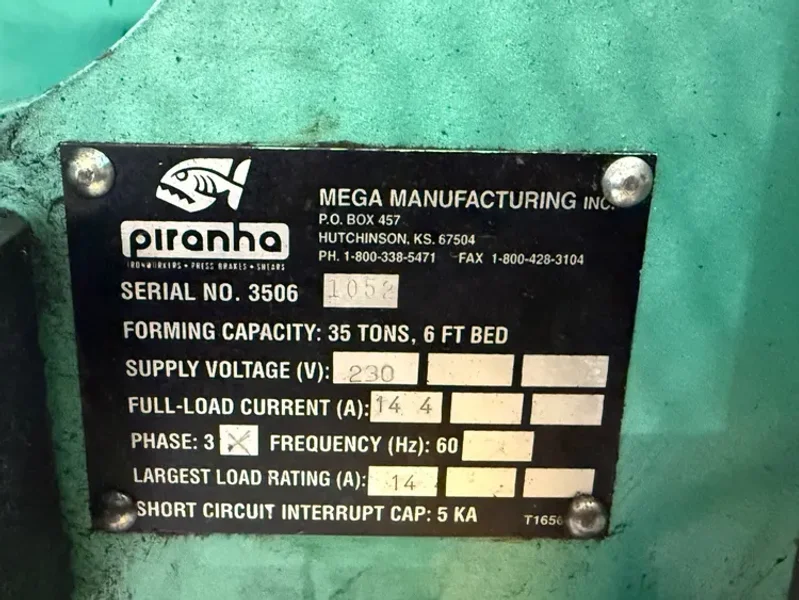 MEGA MANUFACTURING INC.
P.O. BOX 457
HUTCHINSON, KS. 67504
PH. 1-800-338-5471 FAX 1-800-428-3104
piranha
IRONWORKERS • PRESS BRAKES • SHEARS
SERIAL NO. 3506 1052
FORMING CAPACITY: 35 TONS, 6 FT BED
SUPPLY VOLTAGE (V): 230
FULL-LOAD CURRENT (A): 14 4
PHASE: 3 X FREQUENCY (Hz): 60
LARGEST LOAD RATING (A): 14
SHORT CIRCUIT INTERRUPT CAP: 5 KA